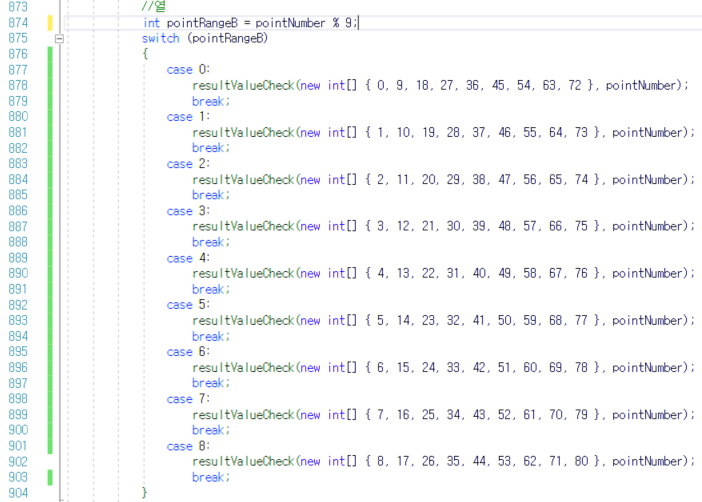 873 //열
874 int pointRangeB = pointNumber % 9;
875 switch (pointRangeB)
876 {
877 case 0:
878 resultValueCheck(new int[] { 0, 9, 18, 27, 36, 45, 54, 63, 72 }, pointNumber);
879 break;
880 case 1:
881 resultValueCheck(new int[] { 1, 10, 19, 28, 37, 46, 55, 64, 73 }, pointNumber);
882 break;
883 case 2:
884 resultValueCheck(new int[] { 2, 11, 20, 29, 38, 47, 56, 65, 74 }, pointNumber);
885 break;
886 case 3:
887 resultValueCheck(new int[] { 3, 12, 21, 30, 39, 48, 57, 66, 75 }, pointNumber);
888 break;
889 case 4:
890 resultValueCheck(new int[] { 4, 13, 22, 31, 40, 49, 58, 67, 76 }, pointNumber);
891 break;
892 case 5:
893 resultValueCheck(new int[] { 5, 14, 23, 32, 41, 50, 59, 68, 77 }, pointNumber);
894 break;
895 case 6:
896 resultValueCheck(new int[] { 6, 15, 24, 33, 42, 51, 60, 69, 78 }, pointNumber);
897 break;
898 case 7:
899 resultValueCheck(new int[] { 7, 16, 25, 34, 43, 52, 61, 70, 79 }, pointNumber);
900 break;
901 case 8:
902 resultValueCheck(new int[] { 8, 17, 26, 35, 44, 53, 62, 71, 80 }, pointNumber);
903 break;
904 }